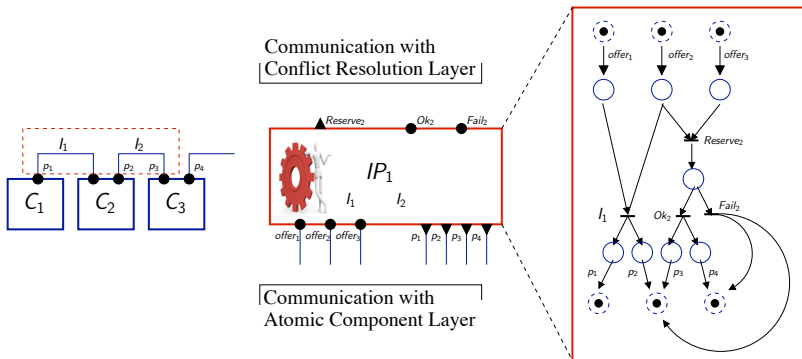 I1 I2
p1 p2 p3 p4
C1 C2 C3
Communication with
Conflict Resolution Layer
Reserve2 Ok2 Fail2
IP1
I1 I2
offer1 offer2 offer3 p1 p2 p3 p4
Communication with
Atomic Component Layer
offer1 offer2 offer3
Reserve2
I1 Ok2 Fail2
p1 p2 p3 p4